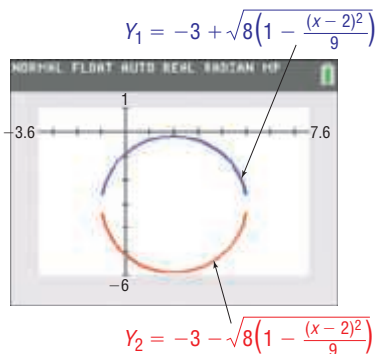 Y₁ = −3 + √(8(1 − (x − 2)²/9))
NORMAL FLOAT AUTO REAL RADIAN MP
1
−3.6
7.6
−6
Y₂ = −3 − √(8(1 − (x − 2)²/9))